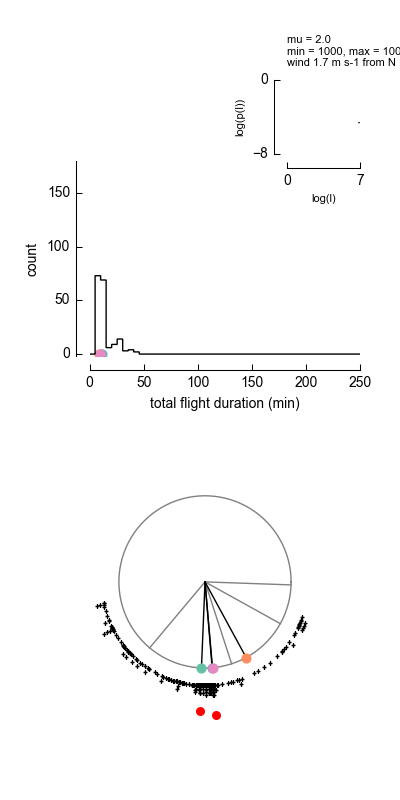 mu = 2.0
min = 1000, max = 100
wind 1.7 m s-1 from N
0
log(p(l))
−8
0
7
log(l)
150
count
100
50
0
0
50
100
150
200
250
total flight duration (min)